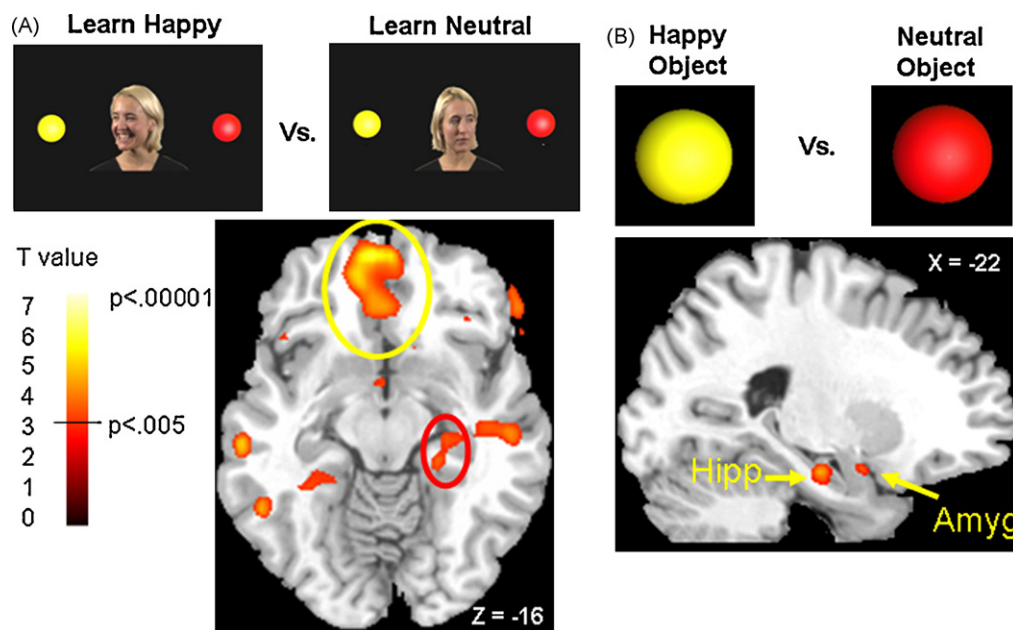 (A)
Learn Happy
Learn Neutral
Vs.
T value
7
6
5
4
3
2
1
0
p<.00001
p<.005
Z = -16
(B)
Happy
Object
Neutral
Object
Vs.
X = -22
Hipp
Amyg